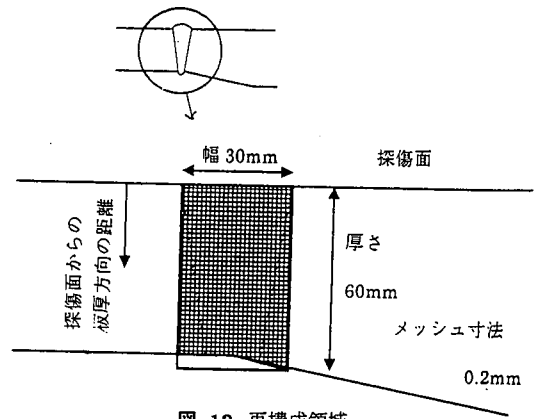 幅 30mm
探傷面
探傷面からの
板厚方向の距離
厚さ
60mm
メッシュ寸法
0.2mm
図 12 再構成領域